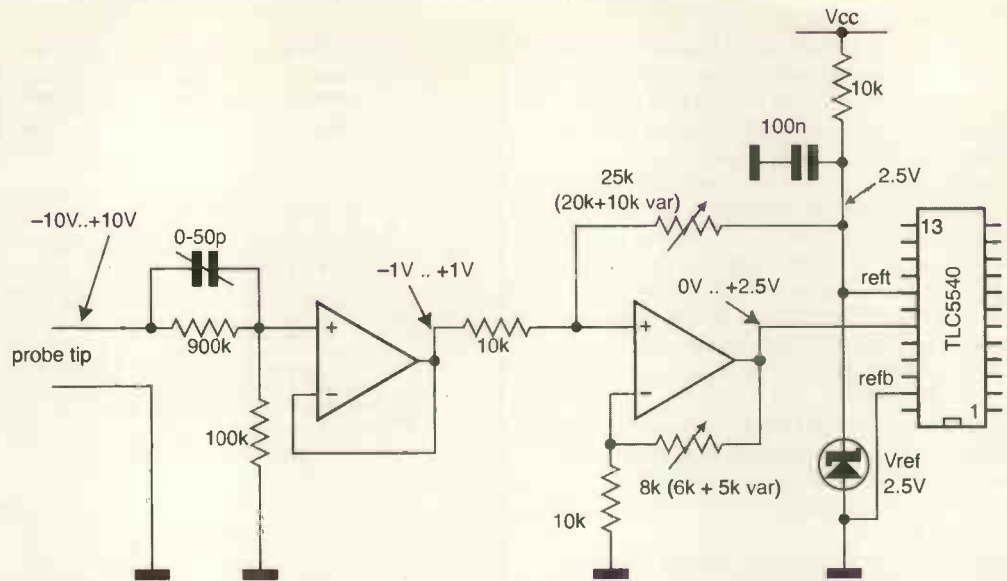 Vcc
10k
100n
2.5V
25k
(20k+10k var)
13
–10V..+10V
0-50p
–1V .. +1V
0V .. +2.5V
reft
TLC5540
probe tip
900k
+
–
10k
+
–
refb
1
100k
8k (6k + 5k var)
10k
Vref
2.5V